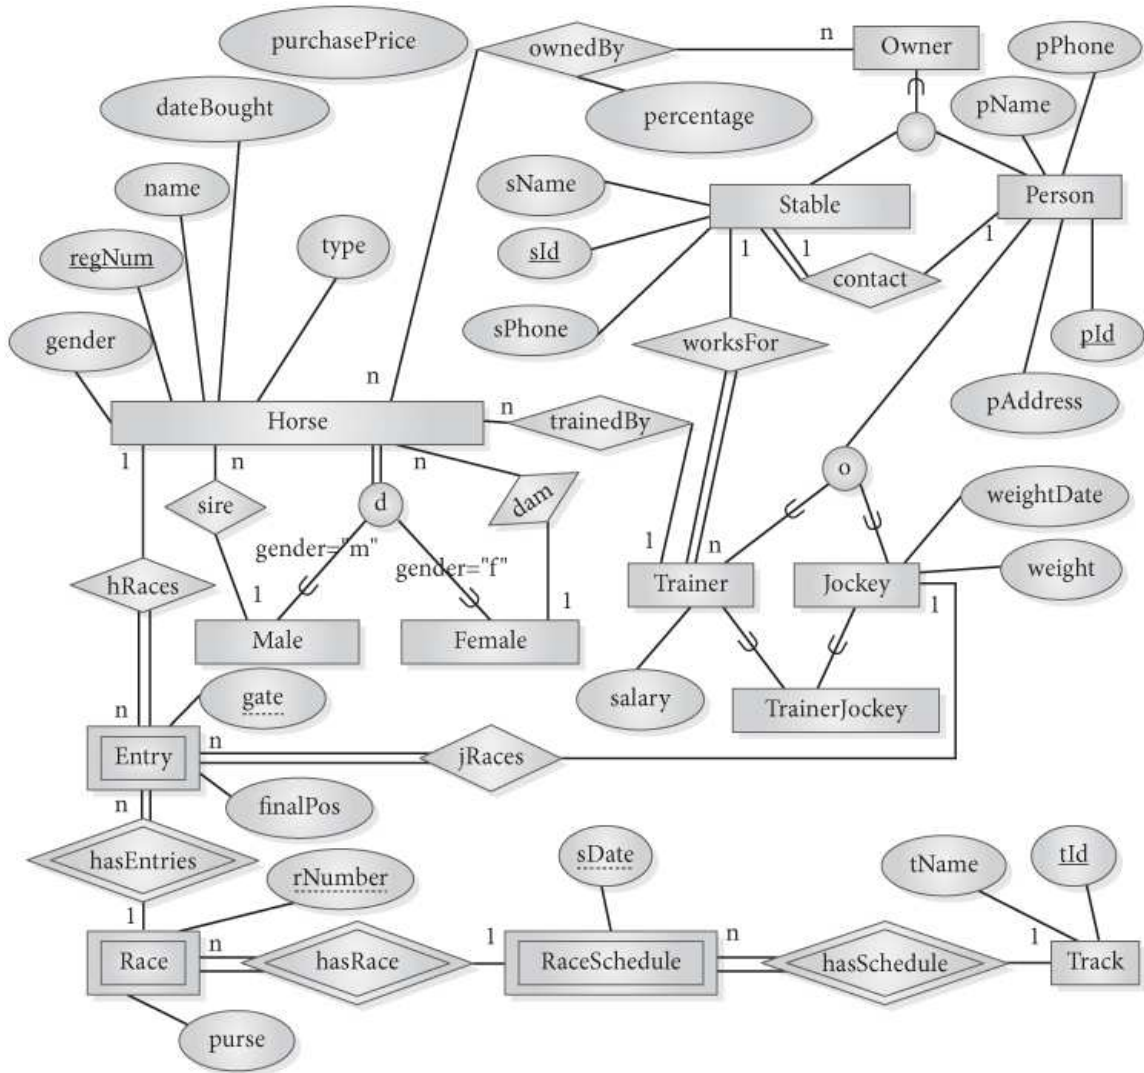 purchasePrice
ownedBy
n
Owner
pPhone
dateBought
percentage
pName
name
sName
Stable
Person
regNum
type
sId
1
1
1
contact
gender
sPhone
worksFor
pId
n
pAddress
Horse
n
trainedBy
1
n
n
sire
d
dam
o
weightDate
gender="m"
gender="f"
hRaces
1
1
1
n
weight
Trainer
Jockey
1
Male
Female
gate
salary
TrainerJockey
n
n
Entry
jRaces
n
finalPos
hasEntries
sDate
tName
tId
rNumber
1
n
1
n
1
Race
hasRace
RaceSchedule
hasSchedule
Track
purse